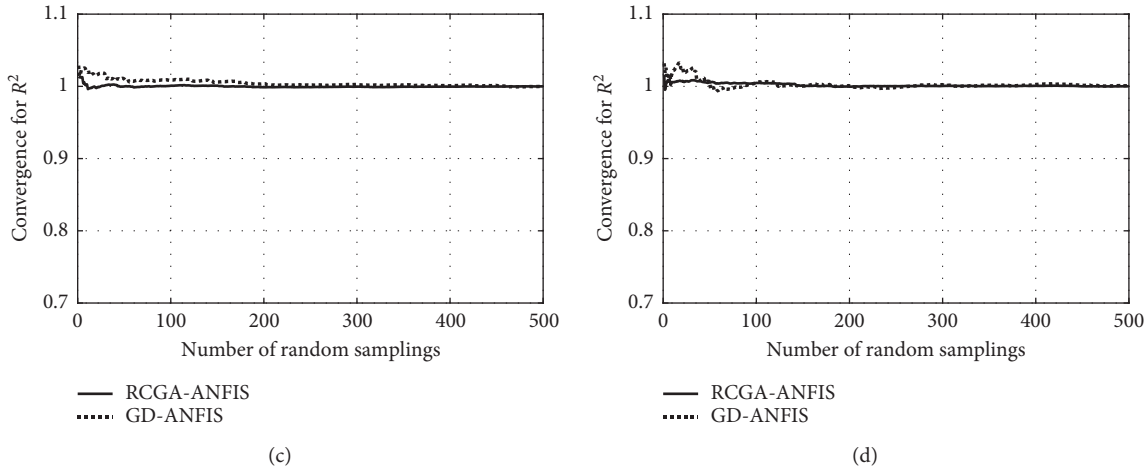 1.1
1
0.9
0.8
0.7
Convergence for R²
0 100 200 300 400 500
Number of random samplings
RCGA-ANFIS
GD-ANFIS
(c)
1.1
1
0.9
0.8
0.7
Convergence for R²
0 100 200 300 400 500
Number of random samplings
RCGA-ANFIS
GD-ANFIS
(d)